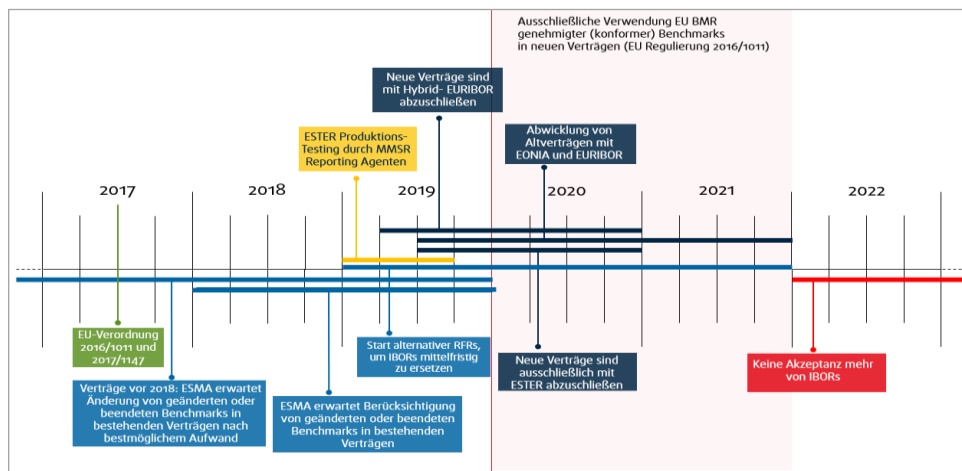 Ausschließliche Verwendung EU BMR
genehmigter (konformer) Benchmarks
in neuen Verträgen (EU Regulierung 2016/1011)
Neue Verträge sind
mit Hybrid- EURIBOR
abzuschließen
ESTER Produktions-
Testing durch MMSR
Reporting Agenten
Abwicklung von
Altverträgen mit
EONIA und EURIBOR
2017
2018
2019
2020
2021
2022
EU-Verordnung
2016/1011 und
2017/1147
Verträge vor 2018: ESMA erwartet
Änderung von geänderten oder
beendeten Benchmarks in
bestehenden Verträgen nach
bestmöglichem Aufwand
ESMA erwartet Berücksichtigung
von geänderten oder beendeten
Benchmarks in bestehenden
Verträgen
Start alternativer RFRs,
um IBORs mittelfristig
zu ersetzen
Neue Verträge sind
ausschließlich mit
ESTER abzuschließen
Keine Akzeptanz mehr
von IBORs